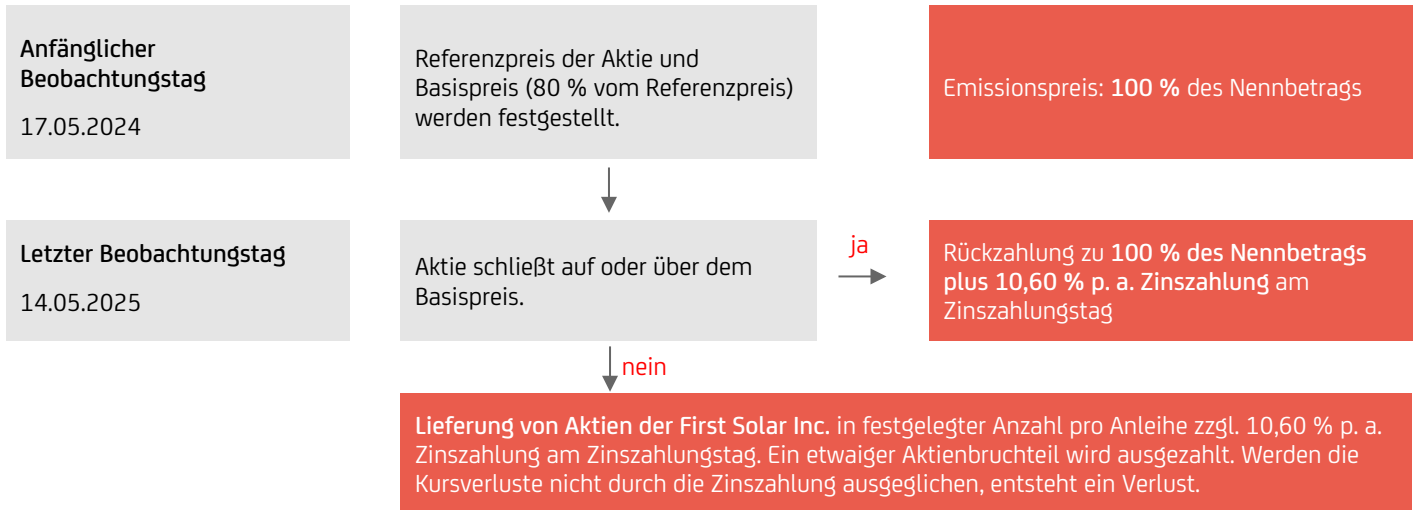 Anfänglicher
Beobachtungstag
17.05.2024
Referenzpreis der Aktie und
Basispreis (80 % vom Referenzpreis)
werden festgestellt.
Emissionspreis: 100 % des Nennbetrags
Letzter Beobachtungstag
14.05.2025
Aktie schließt auf oder über dem
Basispreis.
ja
Rückzahlung zu 100 % des Nennbetrags
plus 10,60 % p. a. Zinszahlung am
Zinszahlungstag
nein
Lieferung von Aktien der First Solar Inc. in festgelegter Anzahl pro Anleihe zzgl. 10,60 % p. a.
Zinszahlung am Zinszahlungstag. Ein etwaiger Aktienbruchteil wird ausgezahlt. Werden die
Kursverluste nicht durch die Zinszahlung ausgeglichen, entsteht ein Verlust.